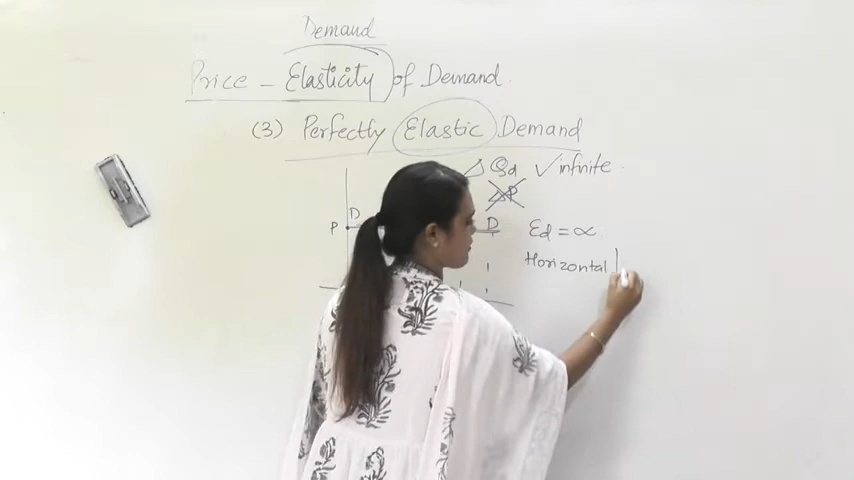 Demand
Price - Elasticity of Demand.
(3) Perfectly Elastic Demand
△Qd ✓ infinite.
△P
D
P
D
Ed = ∝
Horizontal